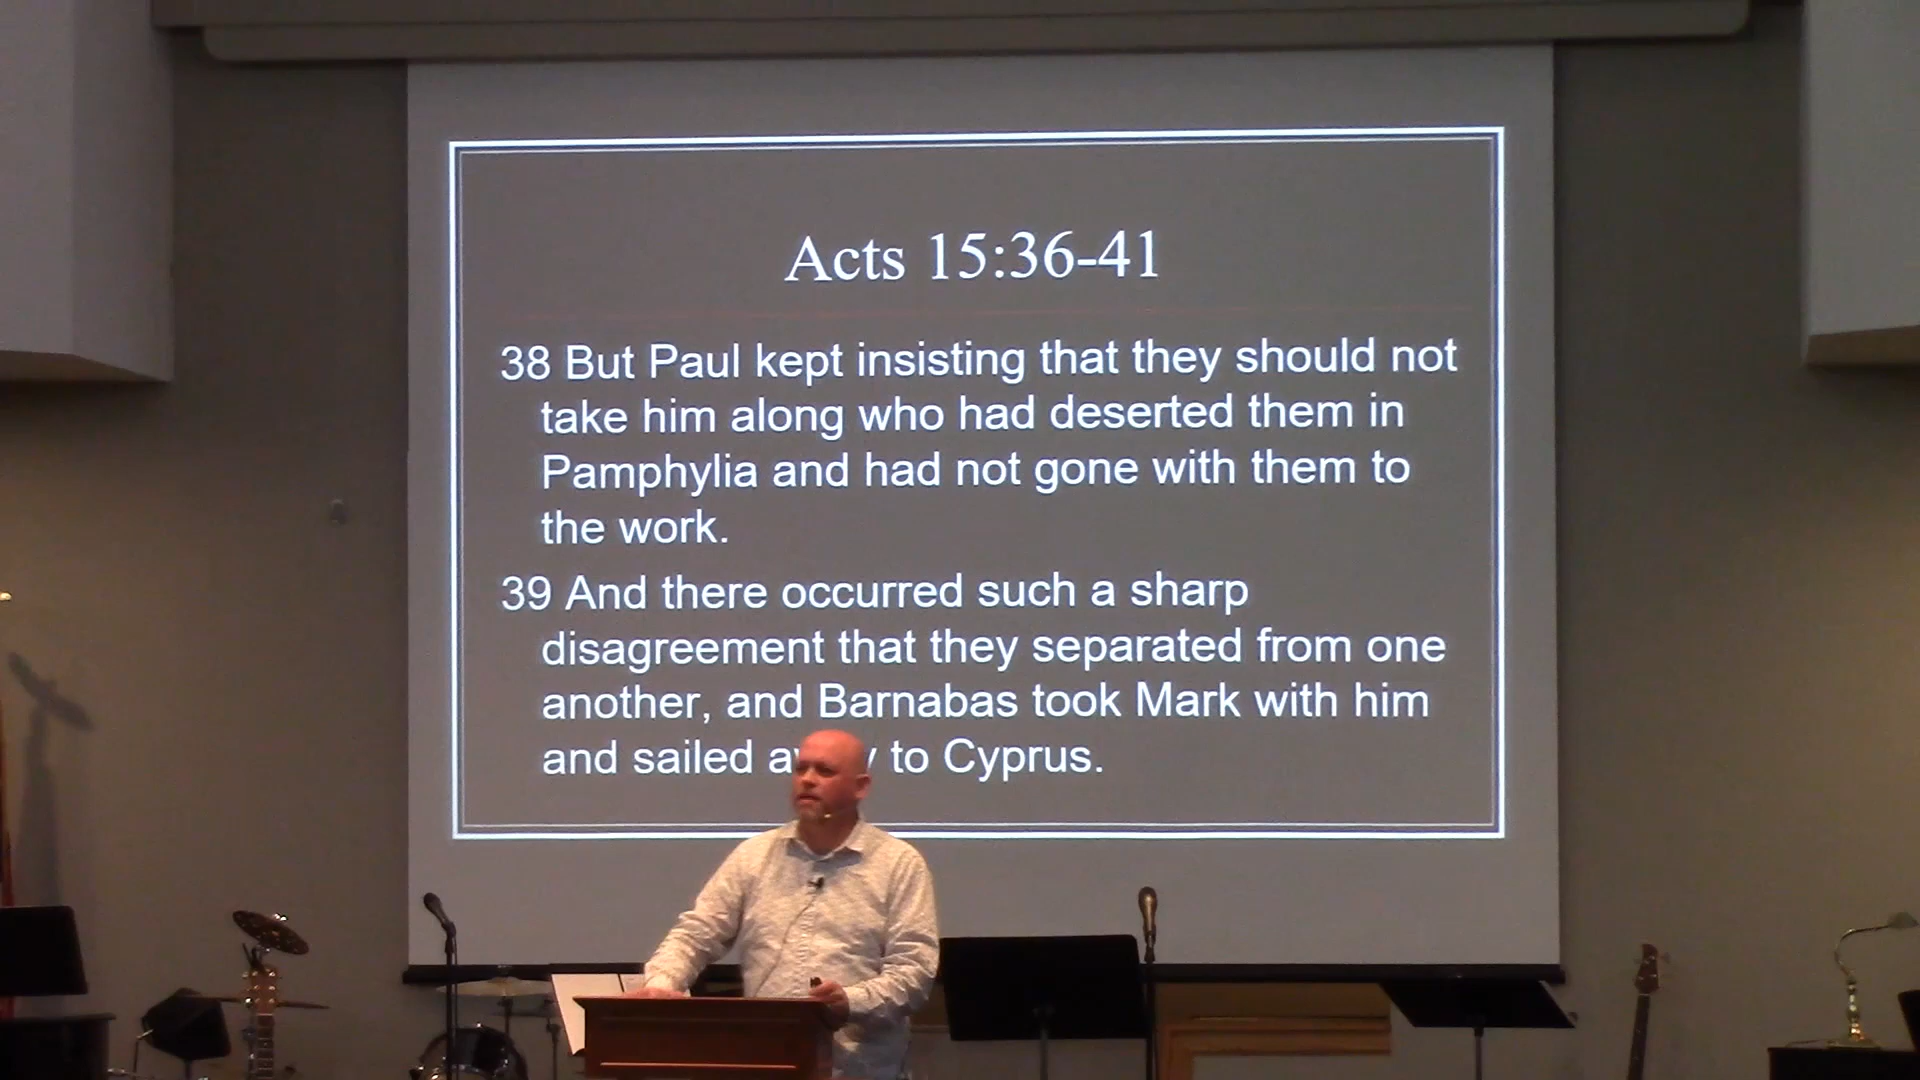 Acts 15:36-41
38 But Paul kept insisting that they should not
take him along who had deserted them in
Pamphylia and had not gone with them to
the work.
39 And there occurred such a sharp
disagreement that they separated from one
another, and Barnabas took Mark with him
and sailed to Cyprus.